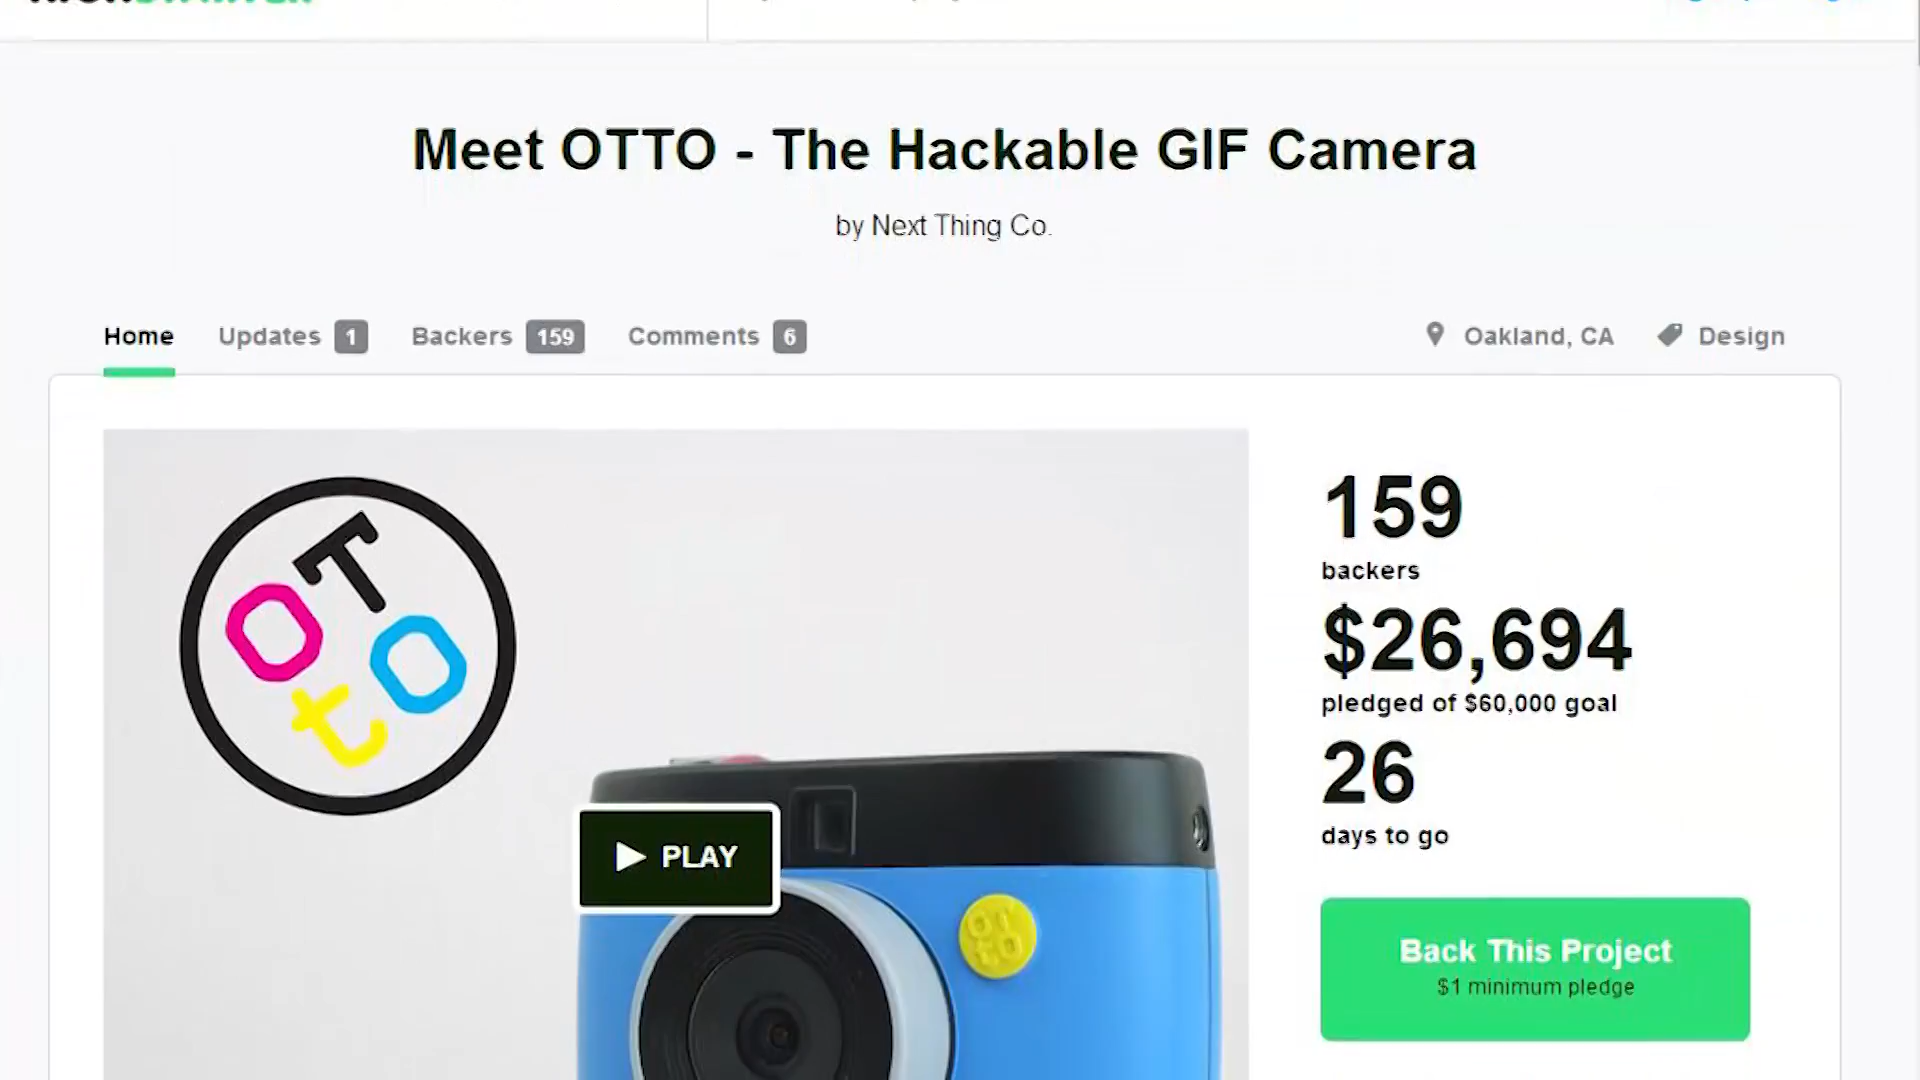 Meet OTTO - The Hackable GIF Camera
by Next Thing Co.
Home Updates 1 Backers 159 Comments 6 Oakland, CA Design
OTtO
159
backers
$26,694
pledged of $60,000 goal
26
days to go
PLAY
OTtO
Back This Project
$1 minimum pledge